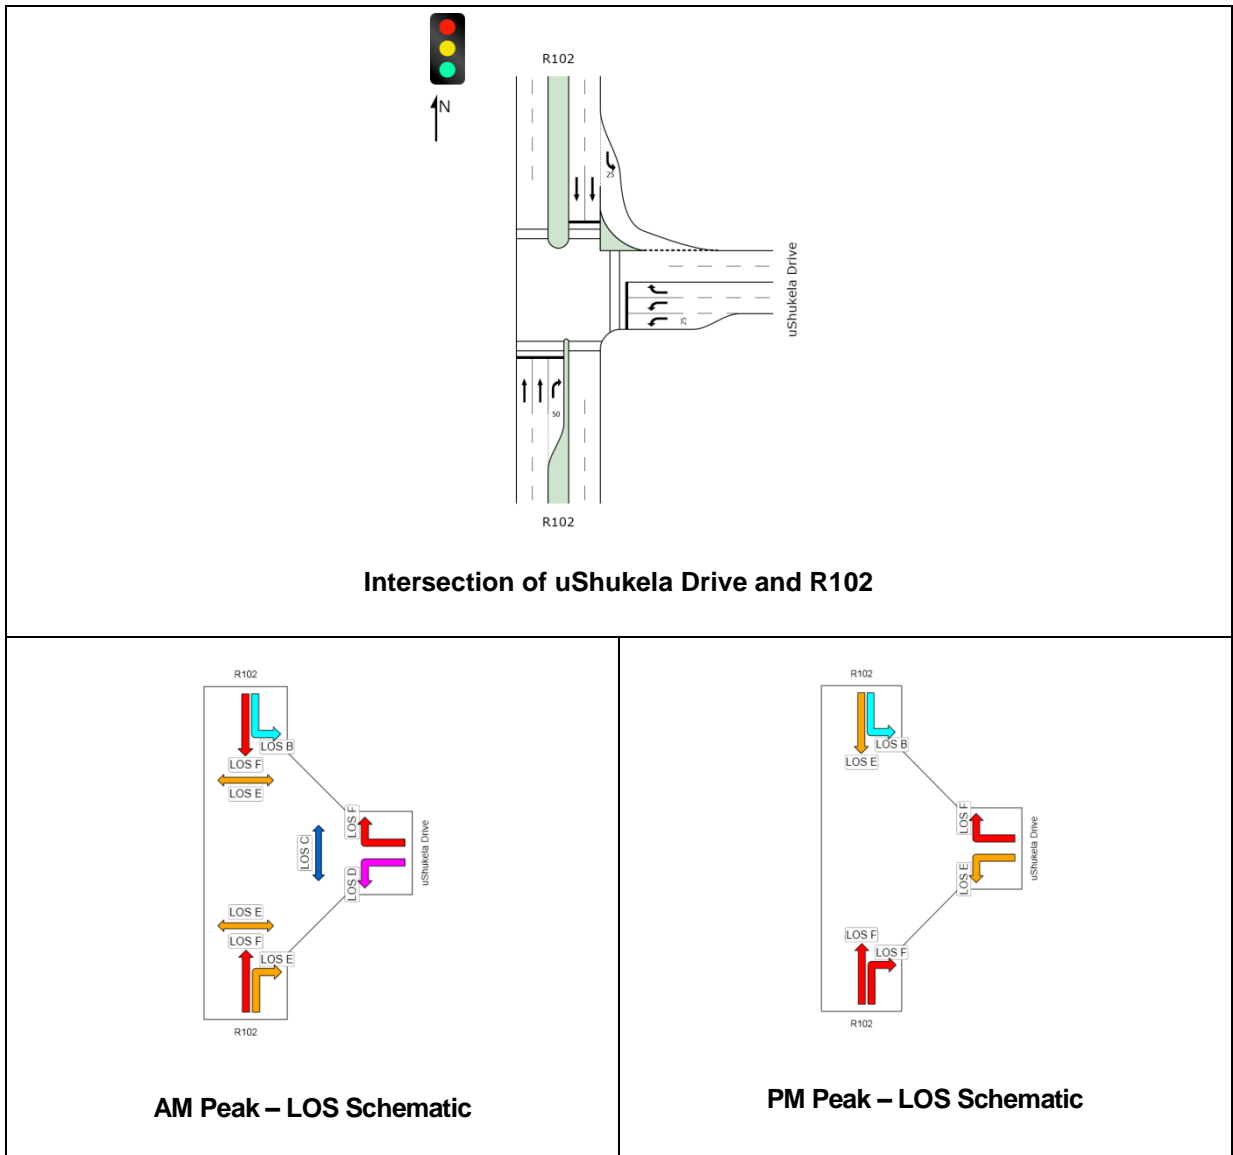 N
R102
25
uShukela Drive
25
50
R102
Intersection of uShukela Drive and R102
R102
LOS B
LOS F
LOS E
LOS F
LOS C
LOS D
uShukela Drive
LOS E
LOS F
LOS E
R102
AM Peak – LOS Schematic
R102
LOS B
LOS E
LOS F
LOS E
uShukela Drive
LOS F
LOS F
R102
PM Peak – LOS Schematic